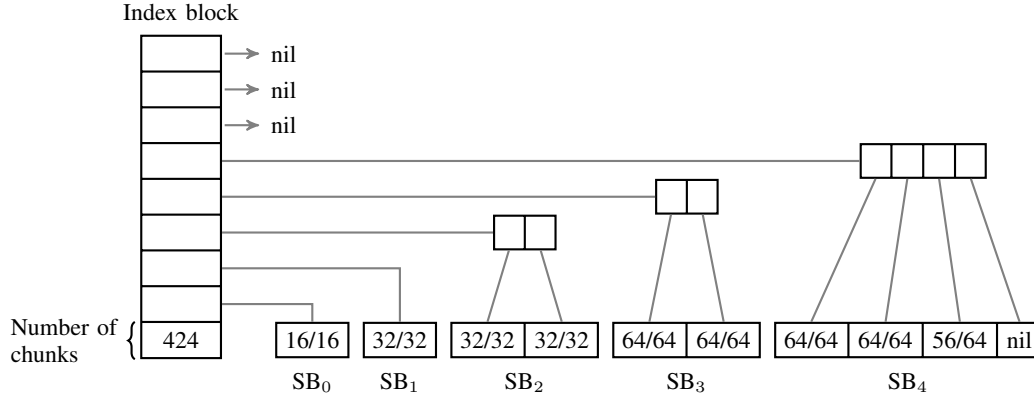 Index block
nil
nil
nil
Number of
chunks
424
16/16
32/32
32/32
32/32
64/64
64/64
64/64
64/64
56/64
nil
SB0
SB1
SB2
SB3
SB4